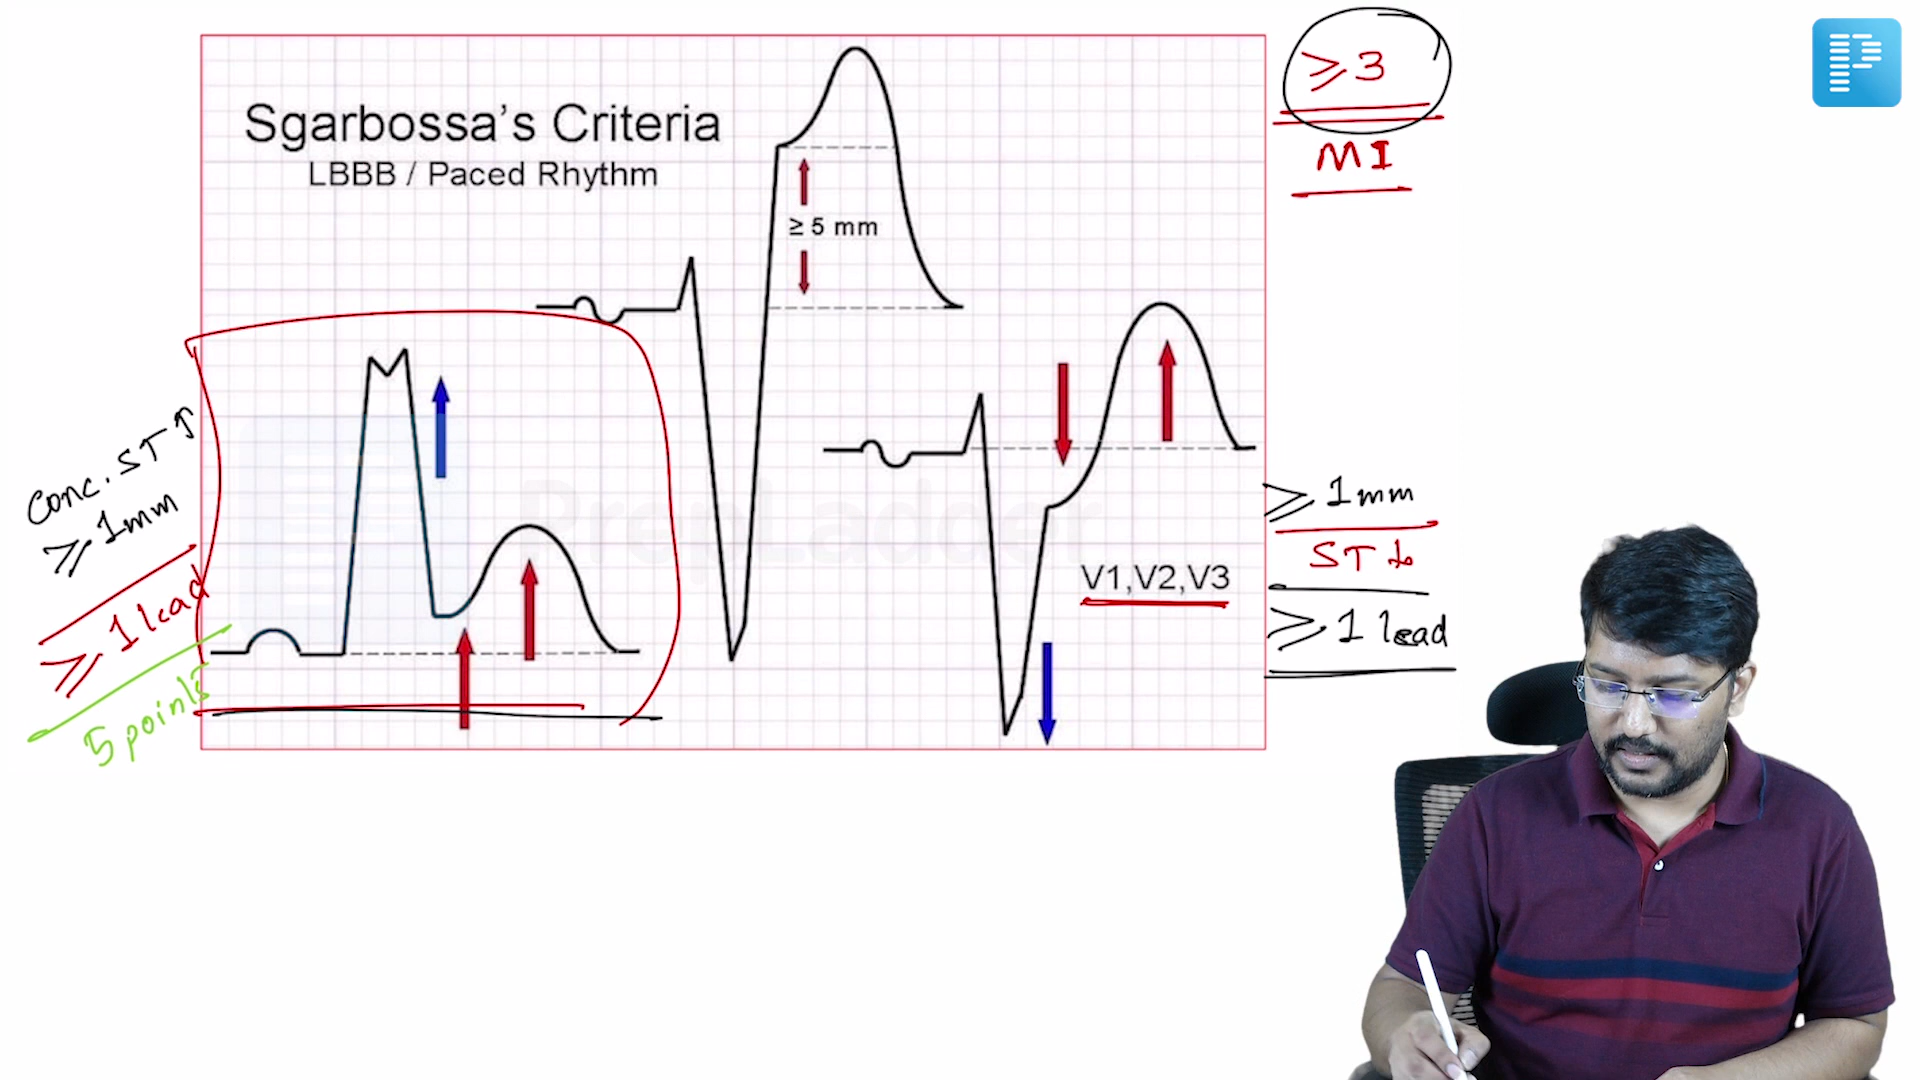 Sgarbossa's Criteria
LBBB / Paced Rhythm
≥ 5 mm
≥3
MI
conc. ST↑
≥1mm
≥1 lead
5 points
PrepLadder
V1,V2,V3
≥ 1mm
ST↓
≥ 1 lead